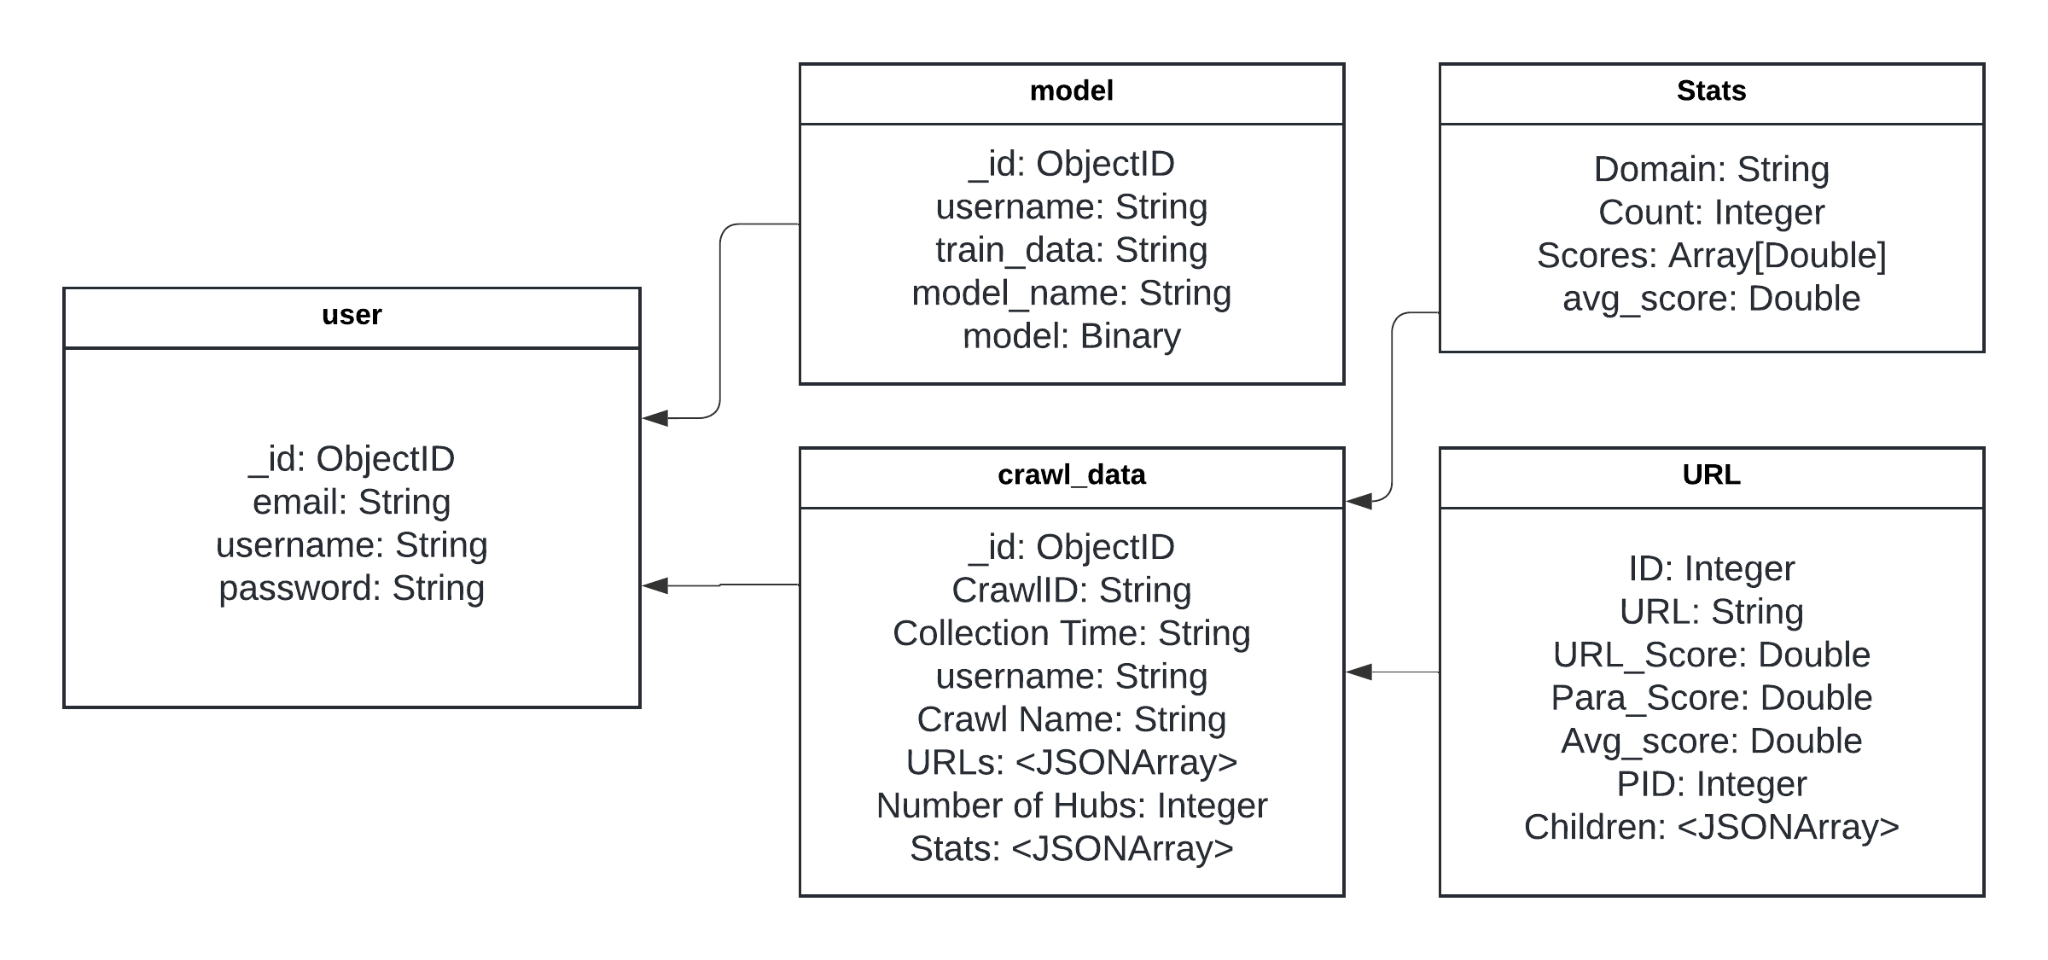 user
_id: ObjectID
email: String
username: String
password: String
model
_id: ObjectID
username: String
train_data: String
model_name: String
model: Binary
Stats
Domain: String
Count: Integer
Scores: Array[Double]
avg_score: Double
crawl_data
_id: ObjectID
CrawlID: String
Collection Time: String
username: String
Crawl Name: String
URLs: <JSONArray>
Number of Hubs: Integer
Stats: <JSONArray>
URL
ID: Integer
URL: String
URL_Score: Double
Para_Score: Double
Avg_score: Double
PID: Integer
Children: <JSONArray>